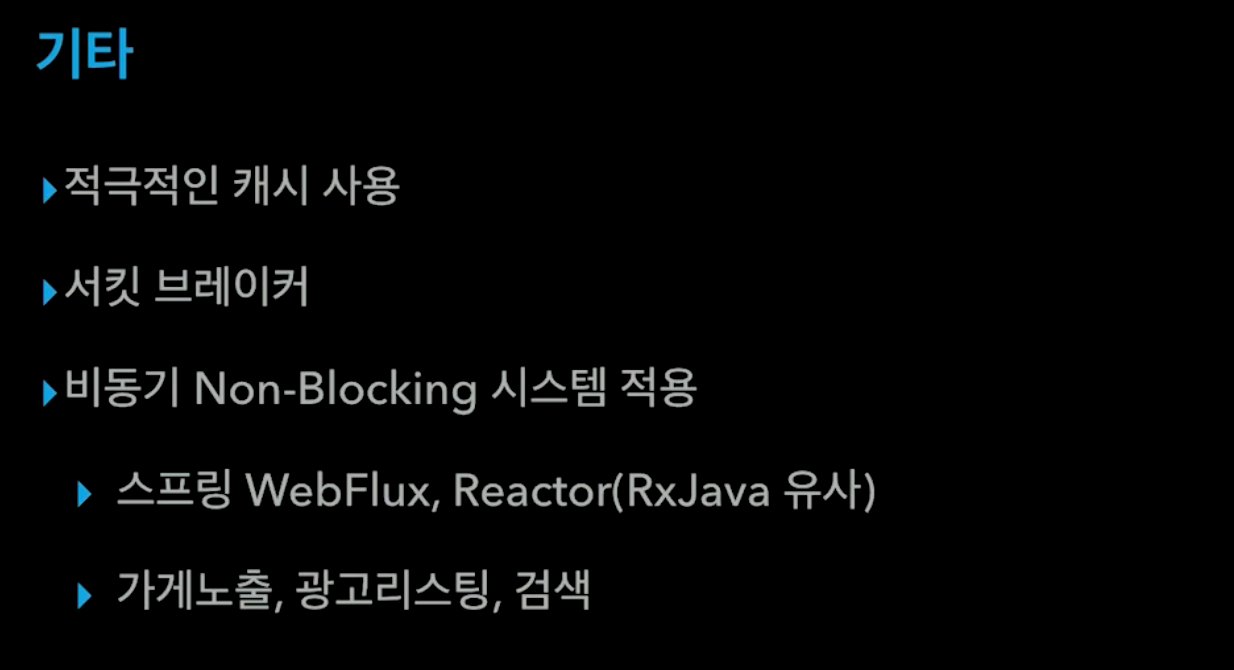 기타
적극적인 캐시 사용
서킷 브레이커
비동기 Non-Blocking 시스템 적용
스프링 WebFlux, Reactor(RxJava 유사)
가게노출, 광고리스팅, 검색